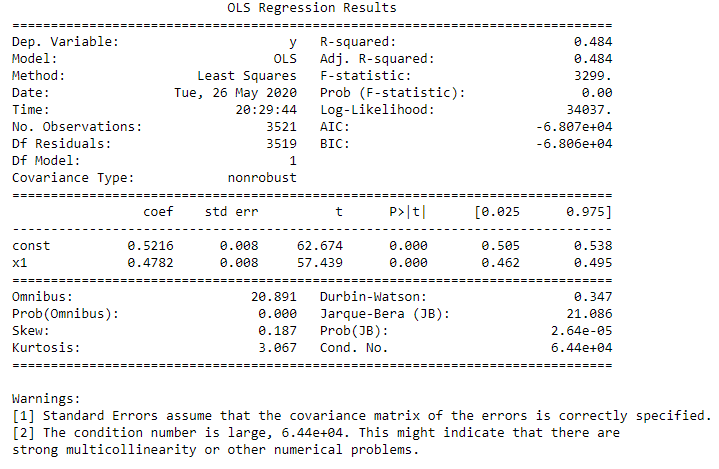 OLS Regression Results
==============================================================================
Dep. Variable:                      y   R-squared:                       0.484
Model:                            OLS   Adj. R-squared:                  0.484
Method:                 Least Squares   F-statistic:                     3299.
Date:                Tue, 26 May 2020   Prob (F-statistic):               0.00
Time:                        20:29:44   Log-Likelihood:                 34037.
No. Observations:                3521   AIC:                        -6.807e+04
Df Residuals:                    3519   BIC:                        -6.806e+04
Df Model:                           1
Covariance Type:            nonrobust
==============================================================================
                 coef    std err          t      P>|t|      [0.025      0.975]
------------------------------------------------------------------------------
const          0.5216      0.008     62.674      0.000       0.505       0.538
x1             0.4782      0.008     57.439      0.000       0.462       0.495
==============================================================================
Omnibus:                       20.891   Durbin-Watson:                   0.347
Prob(Omnibus):                  0.000   Jarque-Bera (JB):               21.086
Skew:                           0.187   Prob(JB):                     2.64e-05
Kurtosis:                       3.067   Cond. No.                     6.44e+04
==============================================================================

Warnings:
[1] Standard Errors assume that the covariance matrix of the errors is correctly specified.
[2] The condition number is large, 6.44e+04. This might indicate that there are
strong multicollinearity or other numerical problems.